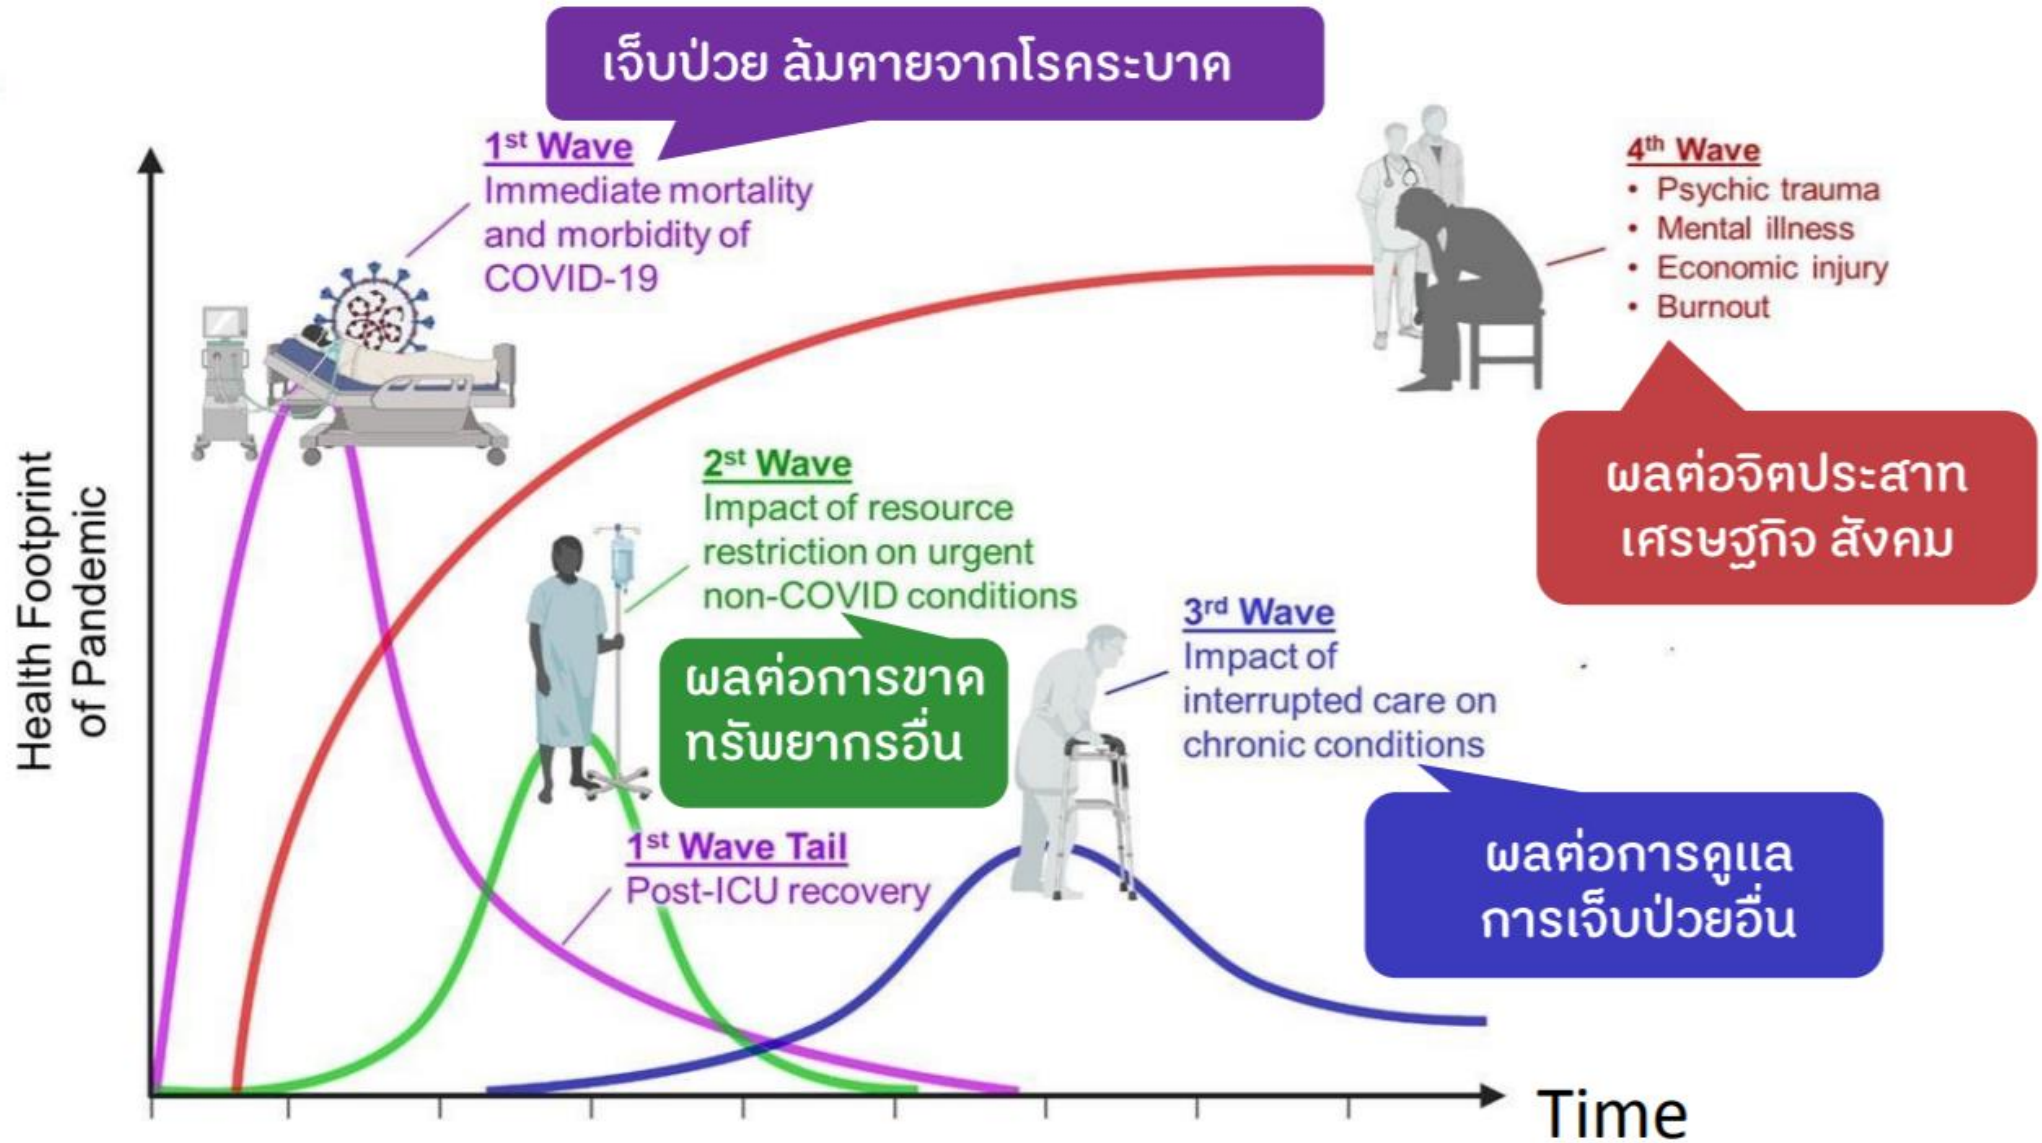 เจ็บป่วย ล้มตายจากโรคระบาด
1st Wave
Immediate mortality
and morbidity of
COVID-19
4th Wave
• Psychic trauma
• Mental illness
• Economic injury
• Burnout
ผลต่อจิตประสาท
เศรษฐกิจ สังคม
Health Footprint
of Pandemic
2st Wave
Impact of resource
restriction on urgent
non-COVID conditions
ผลต่อการขาด
ทรัพยากรอื่น
3rd Wave
Impact of
interrupted care on
chronic conditions
ผลต่อการดูแล
การเจ็บป่วยอื่น
1st Wave Tail
Post-ICU recovery
Time